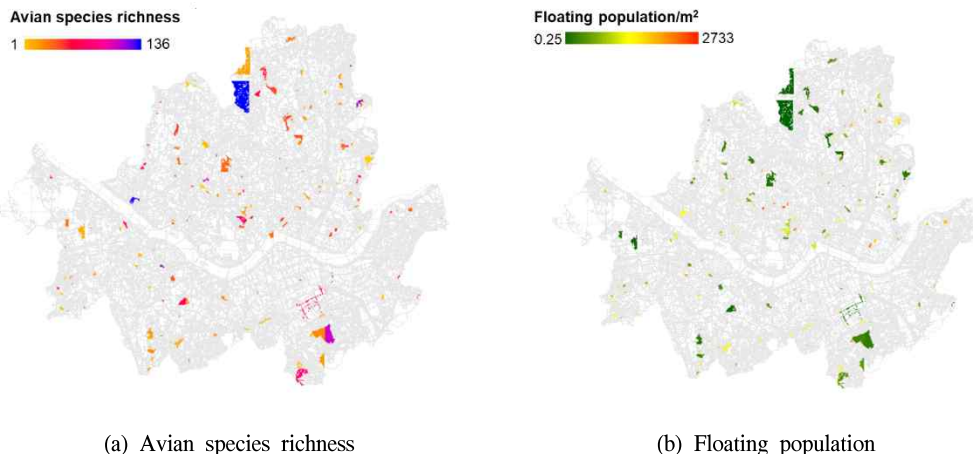 Avian species richness
1 136
Floating population/m²
0.25 2733
(a) Avian species richness
(b) Floating population